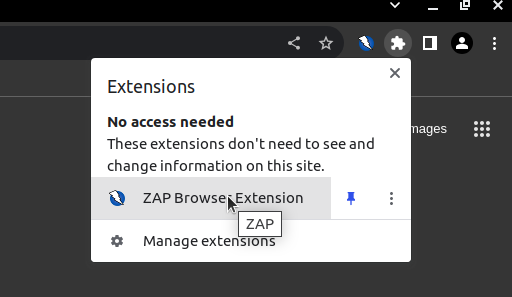 Extensions
No access needed
These extensions don't need to see and
change information on this site.
mages
ZAP Browser Extension
ZAP
Manage extensions